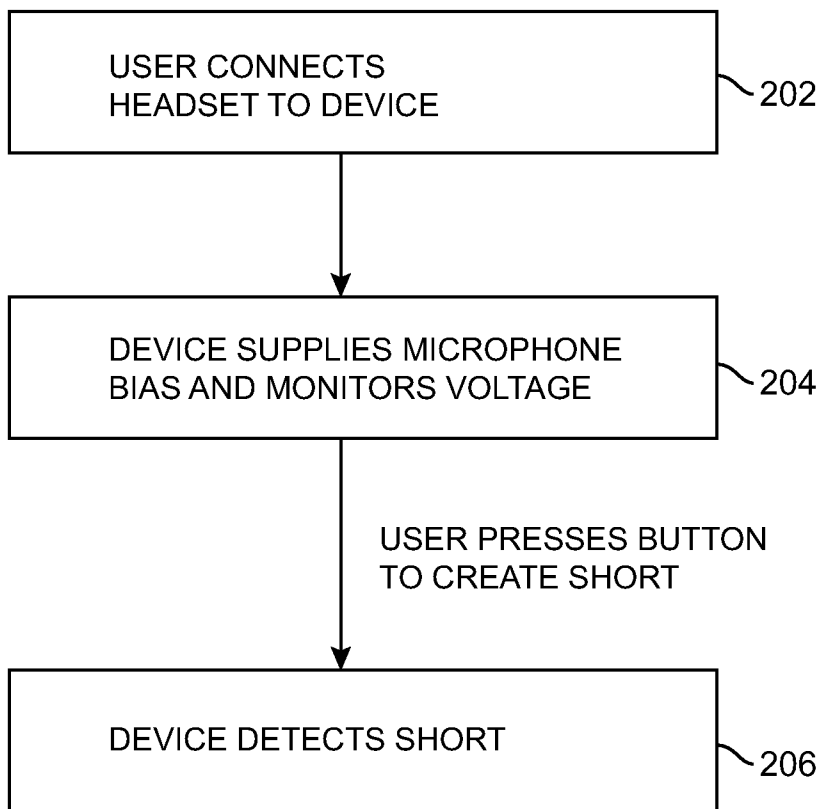 USER CONNECTS
HEADSET TO DEVICE
202
DEVICE SUPPLIES MICROPHONE
BIAS AND MONITORS VOLTAGE
204
USER PRESSES BUTTON
TO CREATE SHORT
DEVICE DETECTS SHORT
206